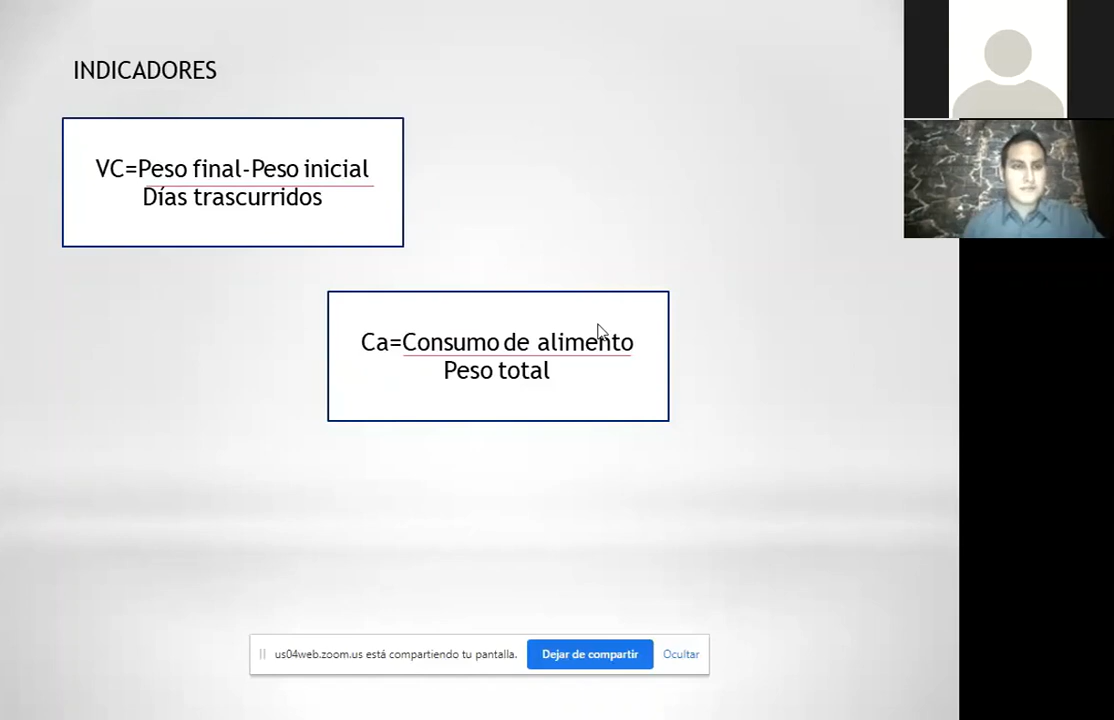 INDICADORES
VC=Peso final-Peso inicial
Días trascurridos
Ca=Consumo de alimento
Peso total
us04web.zoom.us está compartiendo tu pantalla.
Dejar de compartir
Ocultar